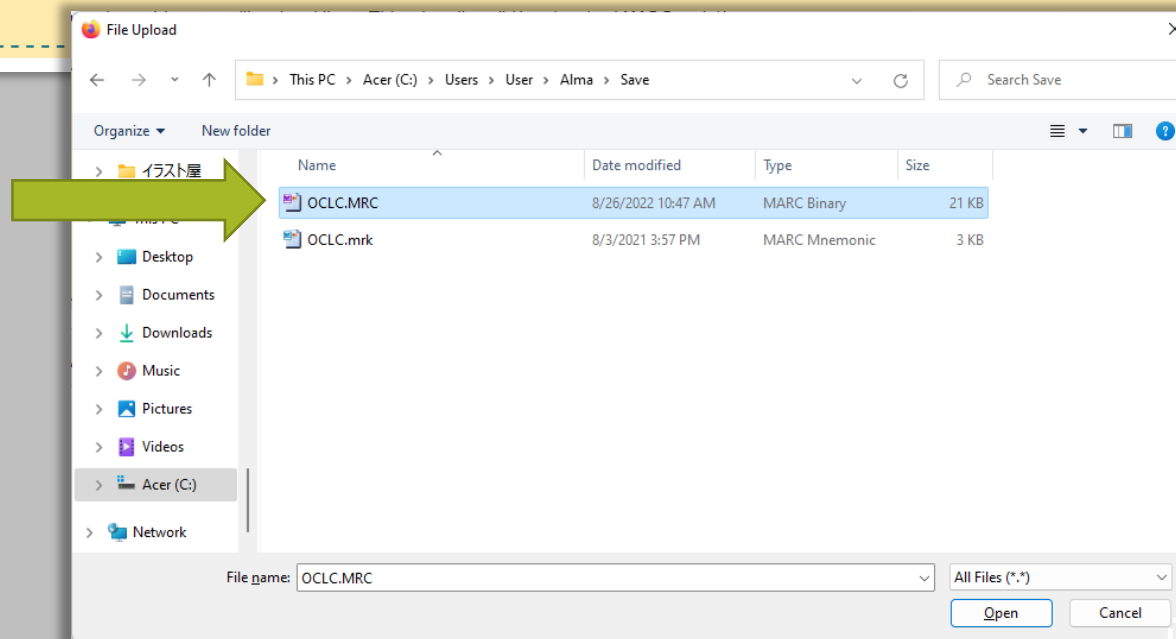 File Upload
This PC > Acer (C:) > Users > User > Alma > Save
Search Save
Organize
New folder
Name
Date modified
Type
Size
イラスト屋
OCLC.MRC
8/26/2022 10:47 AM
MARC Binary
21 KB
This PC
OCLC.mrk
8/3/2021 3:57 PM
MARC Mnemonic
3 KB
Desktop
Documents
Downloads
Music
Pictures
Videos
Acer (C:)
Network
File name:
OCLC.MRC
All Files (*.*)
Open
Cancel